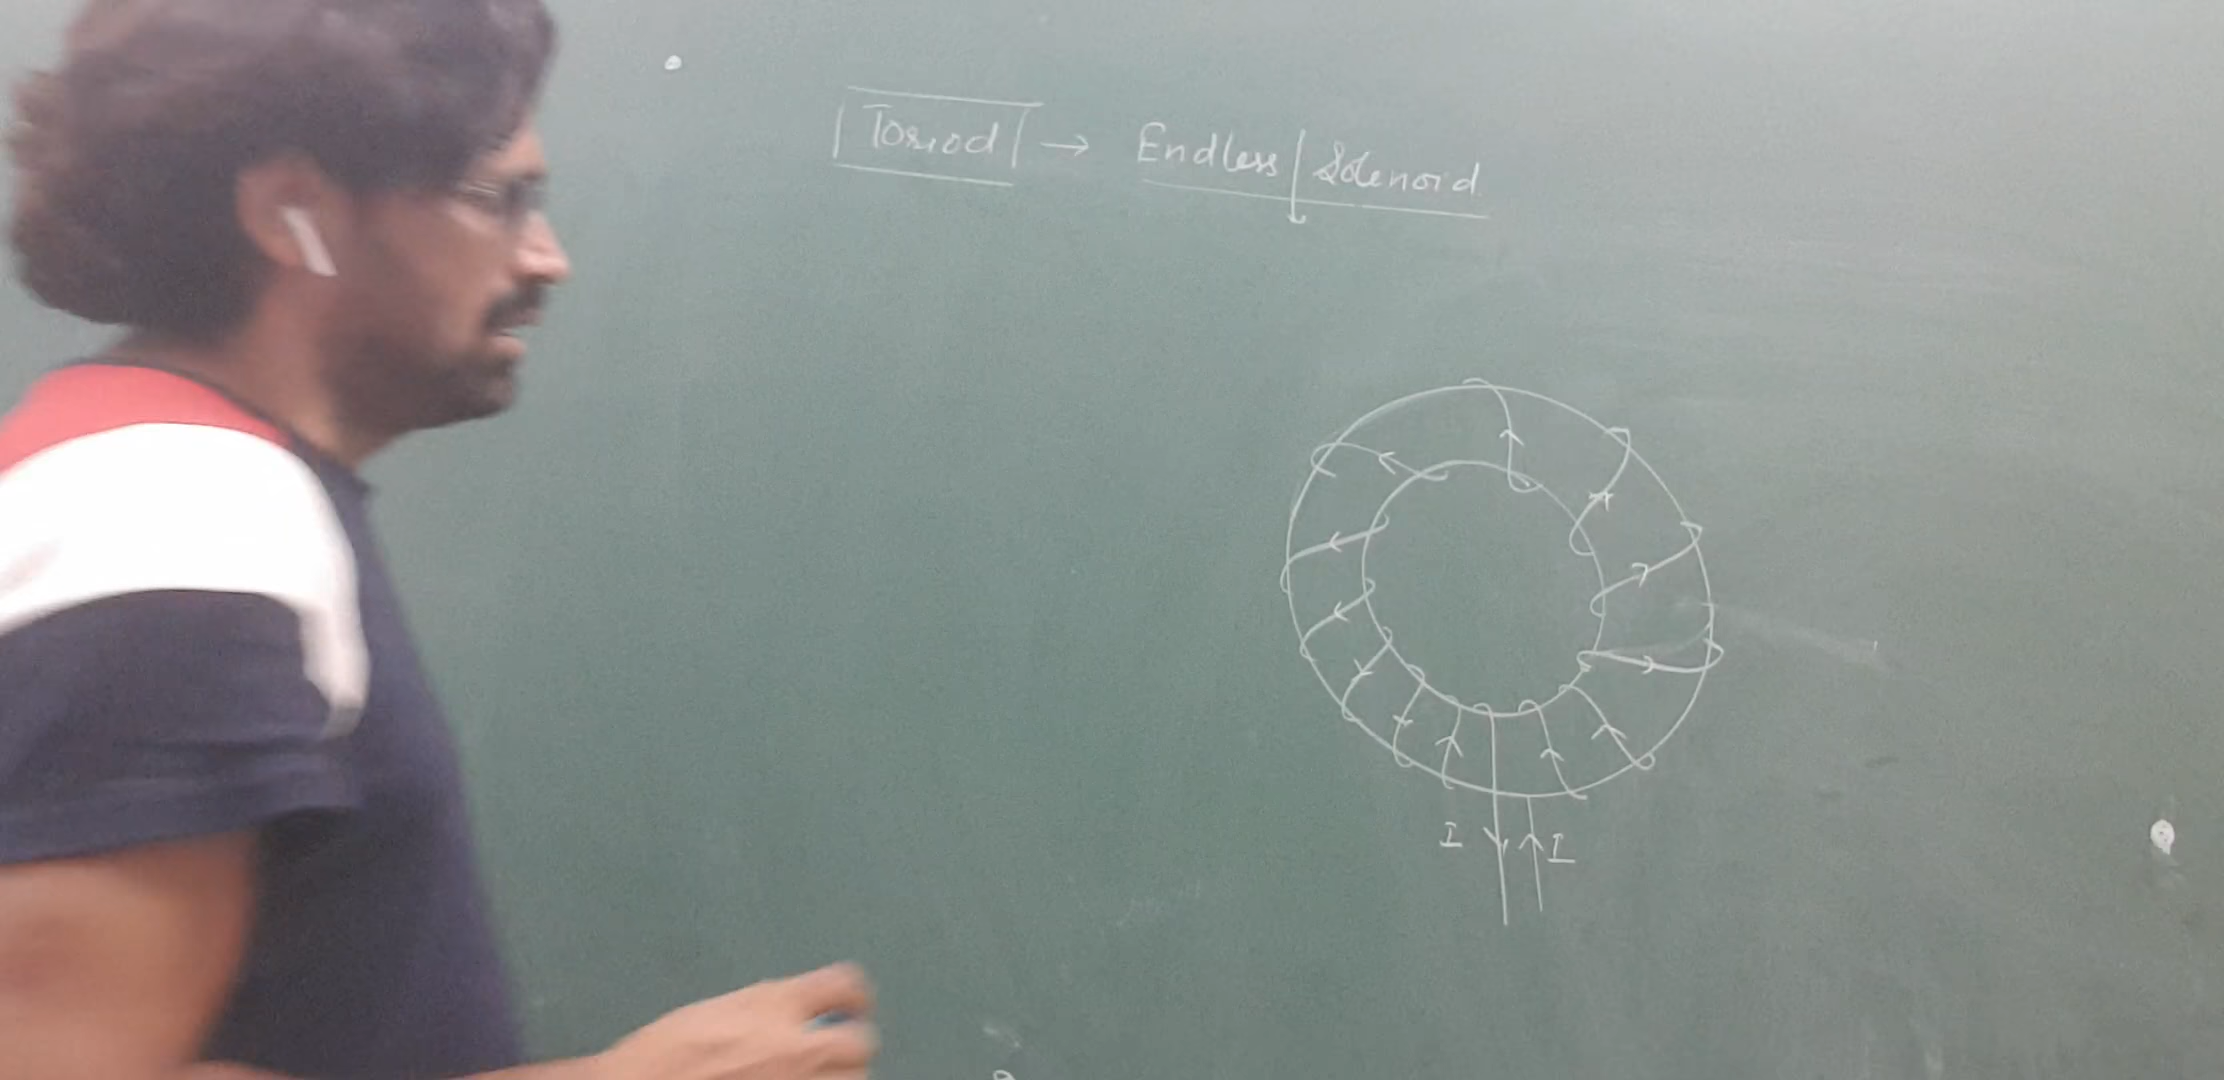 Toriod → Endless Solenoid
I I